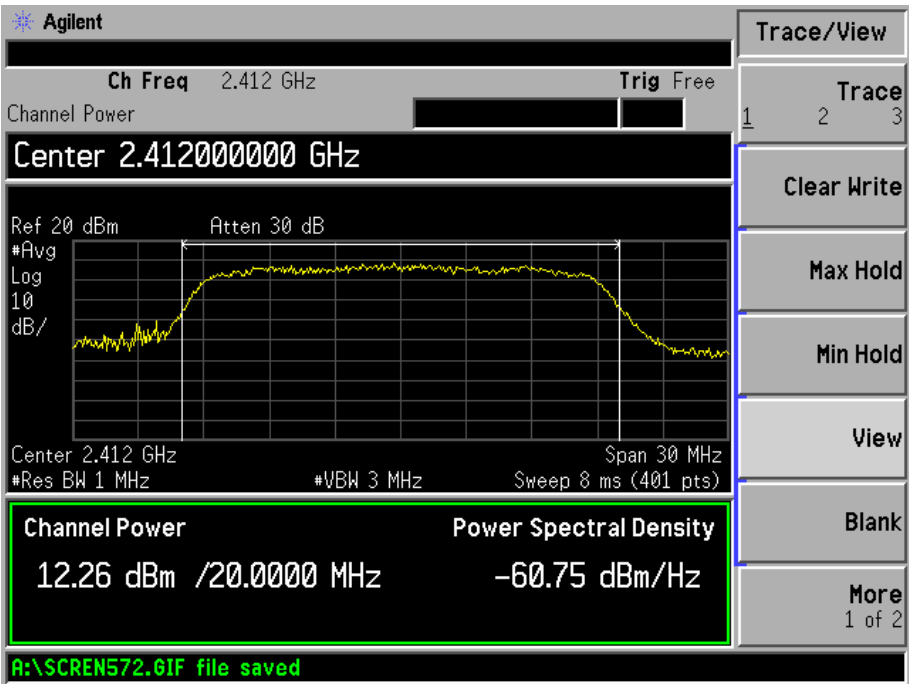 Agilent
Trace/View
Ch Freq 2.412 GHz Trig Free
Channel Power
Trace
1 2 3
Center 2.412000000 GHz
Clear Write
Ref 20 dBm Atten 30 dB
#Avg
Log
10
dB/
Max Hold
Min Hold
View
Center 2.412 GHz Span 30 MHz
#Res BW 1 MHz #VBW 3 MHz Sweep 8 ms (401 pts)
Channel Power Power Spectral Density
12.26 dBm /20.0000 MHz -60.75 dBm/Hz
Blank
More
1 of 2
A:\SCREN572.GIF file saved